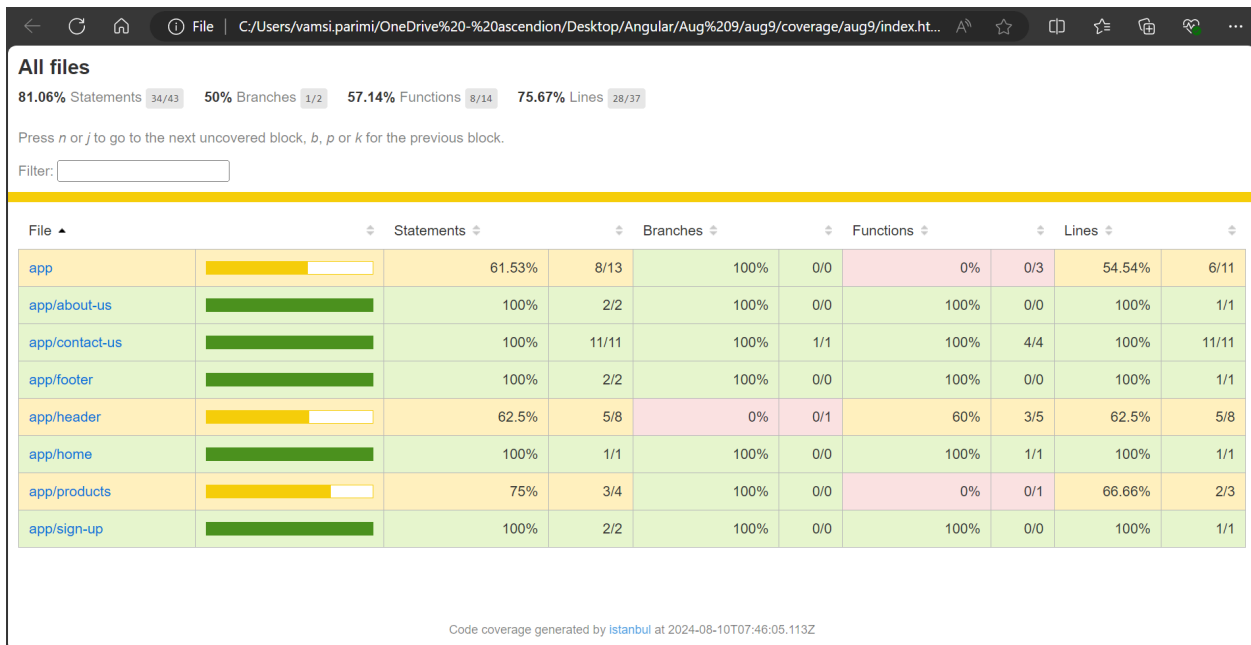 File C:/Users/vamsi.parimi/OneDrive%20-%20ascendion/Desktop/Angular/Aug%209/aug9/coverage/aug9/index.ht... A
All files
81.06% Statements 34/43 50% Branches 1/2 57.14% Functions 8/14 75.67% Lines 28/37
Press n or j to go to the next uncovered block, b, p or k for the previous block.
Filter:
File Statements Branches Functions Lines
app 61.53% 8/13 100% 0/0 0% 0/3 54.54% 6/11
app/about-us 100% 2/2 100% 0/0 100% 0/0 100% 1/1
app/contact-us 100% 11/11 100% 1/1 100% 4/4 100% 11/11
app/footer 100% 2/2 100% 0/0 100% 0/0 100% 1/1
app/header 62.5% 5/8 0% 0/1 60% 3/5 62.5% 5/8
app/home 100% 1/1 100% 0/0 100% 1/1 100% 1/1
app/products 75% 3/4 100% 0/0 0% 0/1 66.66% 2/3
app/sign-up 100% 2/2 100% 0/0 100% 0/0 100% 1/1
Code coverage generated by istanbul at 2024-08-10T07:46:05.113Z